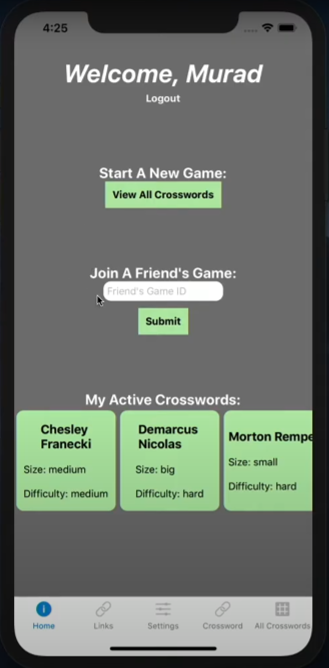 4:25
Welcome, Murad
Logout
Start A New Game:
View All Crosswords
Join A Friend's Game:
Friend's Game ID
Submit
My Active Crosswords:
Chesley
Franecki
Size: medium
Difficulty: medium
Demarcus
Nicolas
Size: big
Difficulty: hard
Morton Rempe
Size: small
Difficulty: hard
Home
Links
Settings
Crossword
All Crosswords